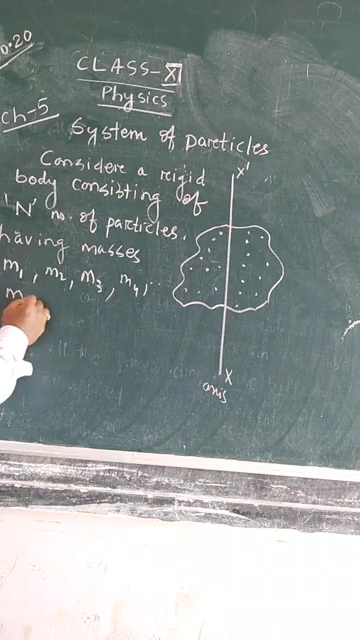 0.20
CLASS-XI
Physics
Ch-5
System of pareticles
Considere a rigid
body consisting of
'N' no. of particles.
having masses
m1, m2, m3, m4, ...
m
X'
X
axis